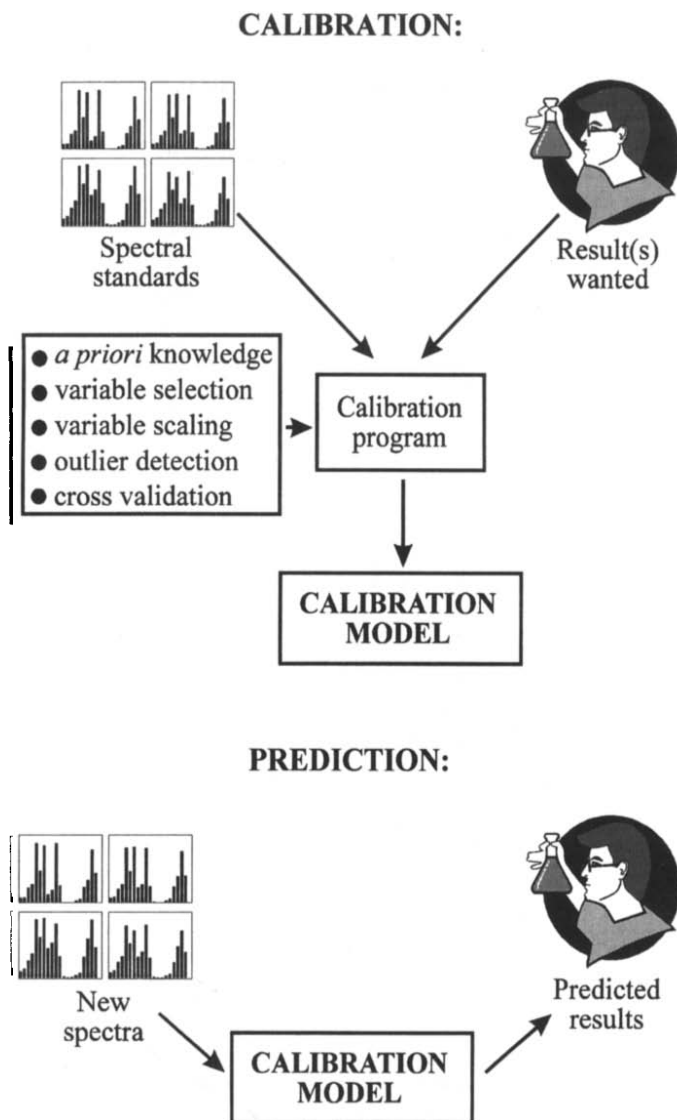 CALIBRATION:
Spectral
standards
Result(s)
wanted
● a priori knowledge
● variable selection
● variable scaling
● outlier detection
● cross validation
Calibration
program
CALIBRATION
MODEL
PREDICTION:
New
spectra
Predicted
results
CALIBRATION
MODEL